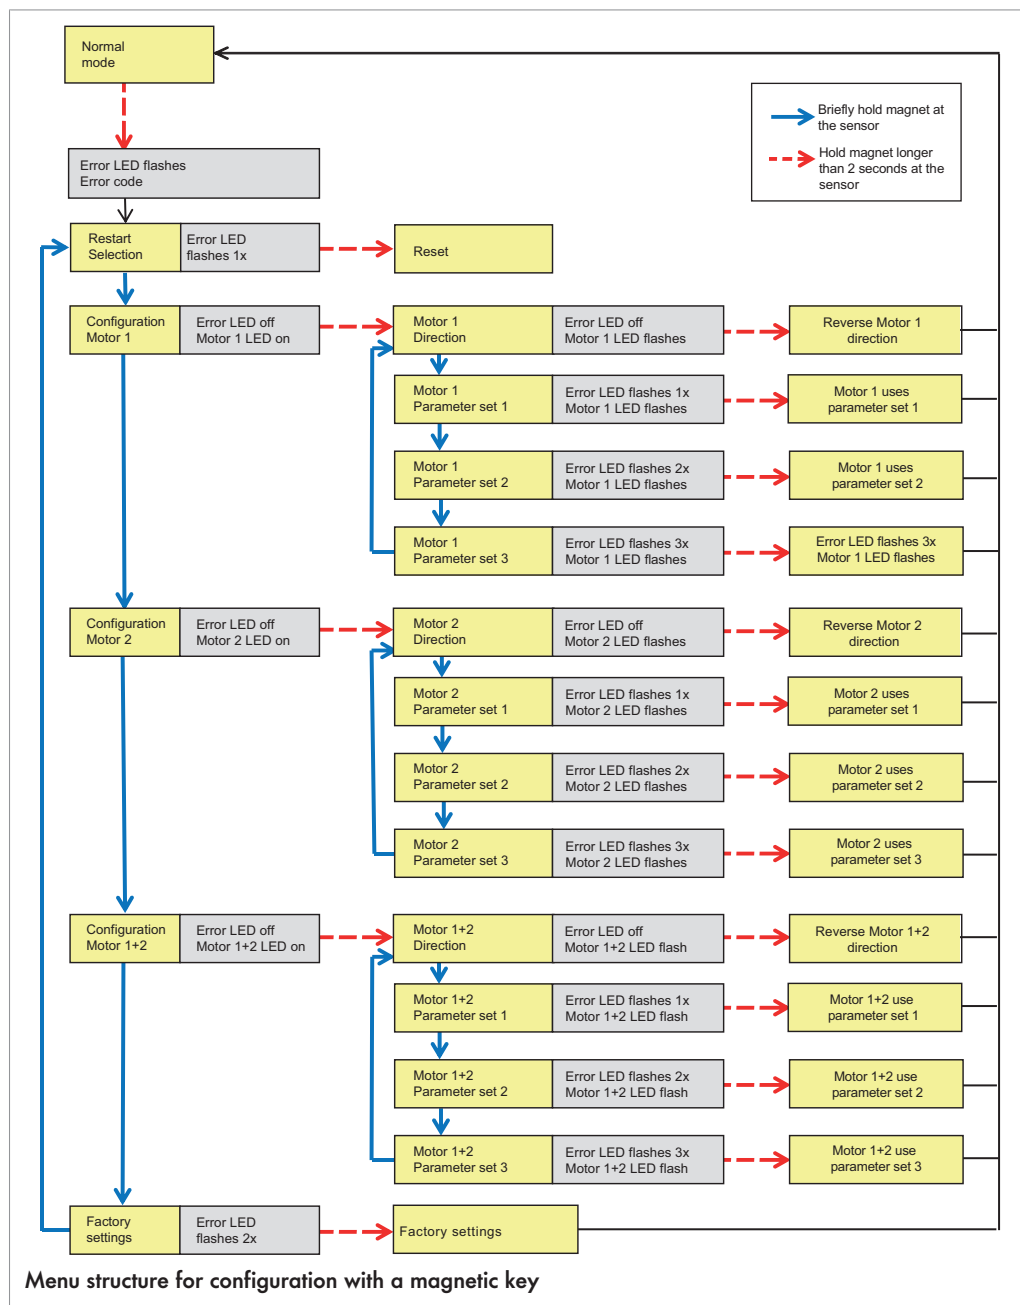 Normal
mode
Briefly hold magnet at
the sensor
Hold magnet longer
than 2 seconds at the
sensor
Error LED flashes
Error code
Restart
Selection
Error LED
flashes 1x
Reset
Configuration
Motor 1
Error LED off
Motor 1 LED on
Motor 1
Direction
Error LED off
Motor 1 LED flashes
Reverse Motor 1
direction
Motor 1
Parameter set 1
Error LED flashes 1x
Motor 1 LED flashes
Motor 1 uses
parameter set 1
Motor 1
Parameter set 2
Error LED flashes 2x
Motor 1 LED flashes
Motor 1 uses
parameter set 2
Motor 1
Parameter set 3
Error LED flashes 3x
Motor 1 LED flashes
Error LED flashes 3x
Motor 1 LED flashes
Configuration
Motor 2
Error LED off
Motor 2 LED on
Motor 2
Direction
Error LED off
Motor 2 LED flashes
Reverse Motor 2
direction
Motor 2
Parameter set 1
Error LED flashes 1x
Motor 2 LED flashes
Motor 2 uses
parameter set 1
Motor 2
Parameter set 2
Error LED flashes 2x
Motor 2 LED flashes
Motor 2 uses
parameter set 2
Motor 2
Parameter set 3
Error LED flashes 3x
Motor 2 LED flashes
Motor 2 uses
parameter set 3
Configuration
Motor 1+2
Error LED off
Motor 1+2 LED on
Motor 1+2
Direction
Error LED off
Motor 1+2 LED flash
Reverse Motor 1+2
direction
Motor 1+2
Parameter set 1
Error LED flashes 1x
Motor 1+2 LED flash
Motor 1+2 use
parameter set 1
Motor 1+2
Parameter set 2
Error LED flashes 2x
Motor 1+2 LED flash
Motor 1+2 use
parameter set 2
Motor 1+2
Parameter set 3
Error LED flashes 3x
Motor 1+2 LED flash
Motor 1+2 use
parameter set 3
Factory
settings
Error LED
flashes 2x
Factory settings
Menu structure for configuration with a magnetic key